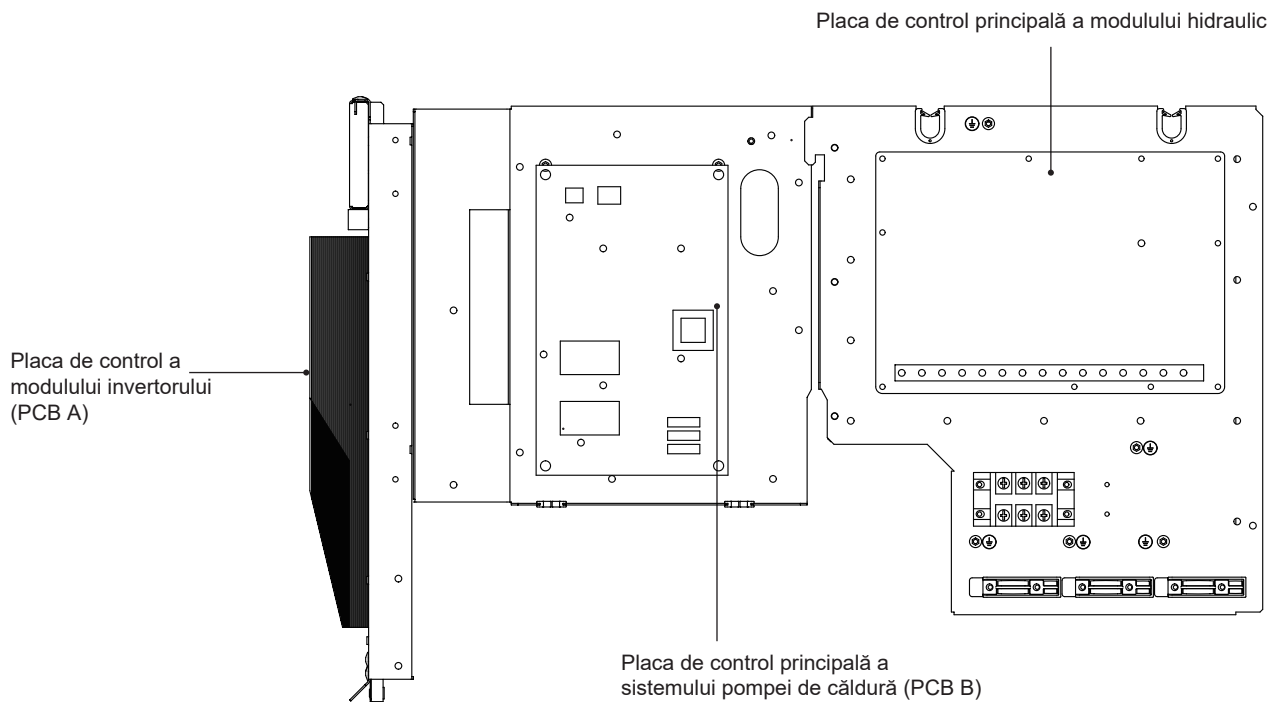 Placa de control principală a modulului hidraulic
Placa de control a
modulului invertorului
(PCB A)
Placa de control principală a
sistemului pompei de căldură (PCB B)